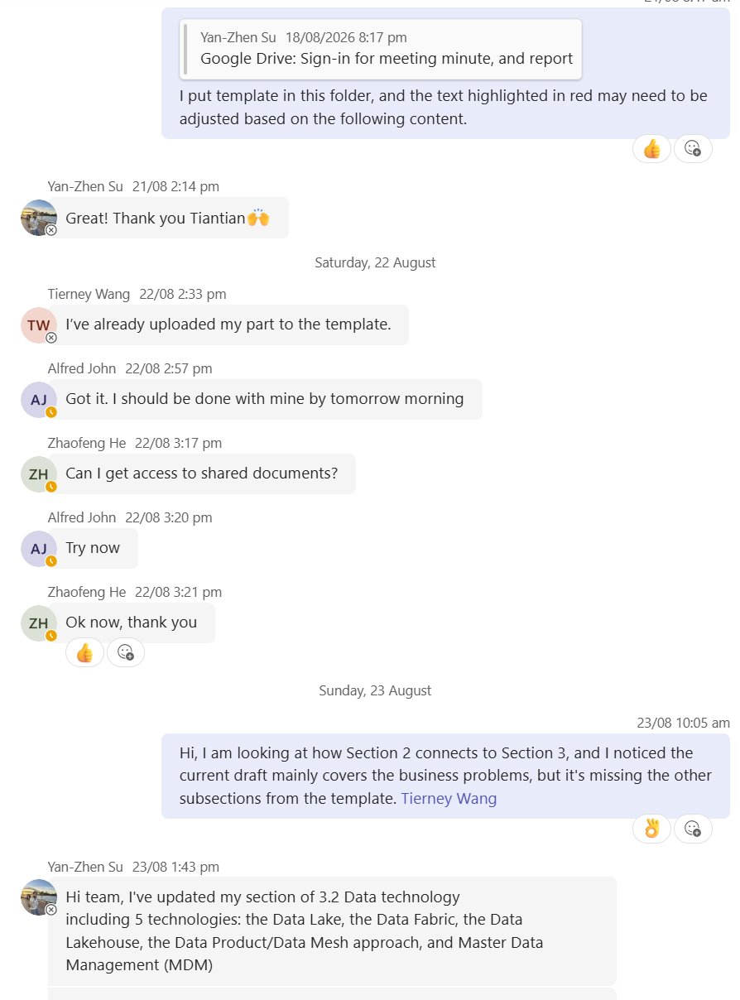 Yan-Zhen Su 18/08/2026 8:17 pm
Google Drive: Sign-in for meeting minute, and report
I put template in this folder, and the text highlighted in red may need to be
adjusted based on the following content.
Yan-Zhen Su 21/08 2:14 pm
Great! Thank you Tiantian🙌
Saturday, 22 August
Tierney Wang 22/08 2:33 pm
TW
I've already uploaded my part to the template.
Alfred John 22/08 2:57 pm
AJ
Got it. I should be done with mine by tomorrow morning
Zhaofeng He 22/08 3:17 pm
ZH
Can I get access to shared documents?
Alfred John 22/08 3:20 pm
AJ
Try now
Zhaofeng He 22/08 3:21 pm
ZH
Ok now, thank you
Sunday, 23 August
23/08 10:05 am
Hi, I am looking at how Section 2 connects to Section 3, and I noticed the
current draft mainly covers the business problems, but it's missing the other
subsections from the template. Tierney Wang
Yan-Zhen Su 23/08 1:43 pm
Hi team, I've updated my section of 3.2 Data technology
including 5 technologies: the Data Lake, the Data Fabric, the Data
Lakehouse, the Data Product/Data Mesh approach, and Master Data
Management (MDM)